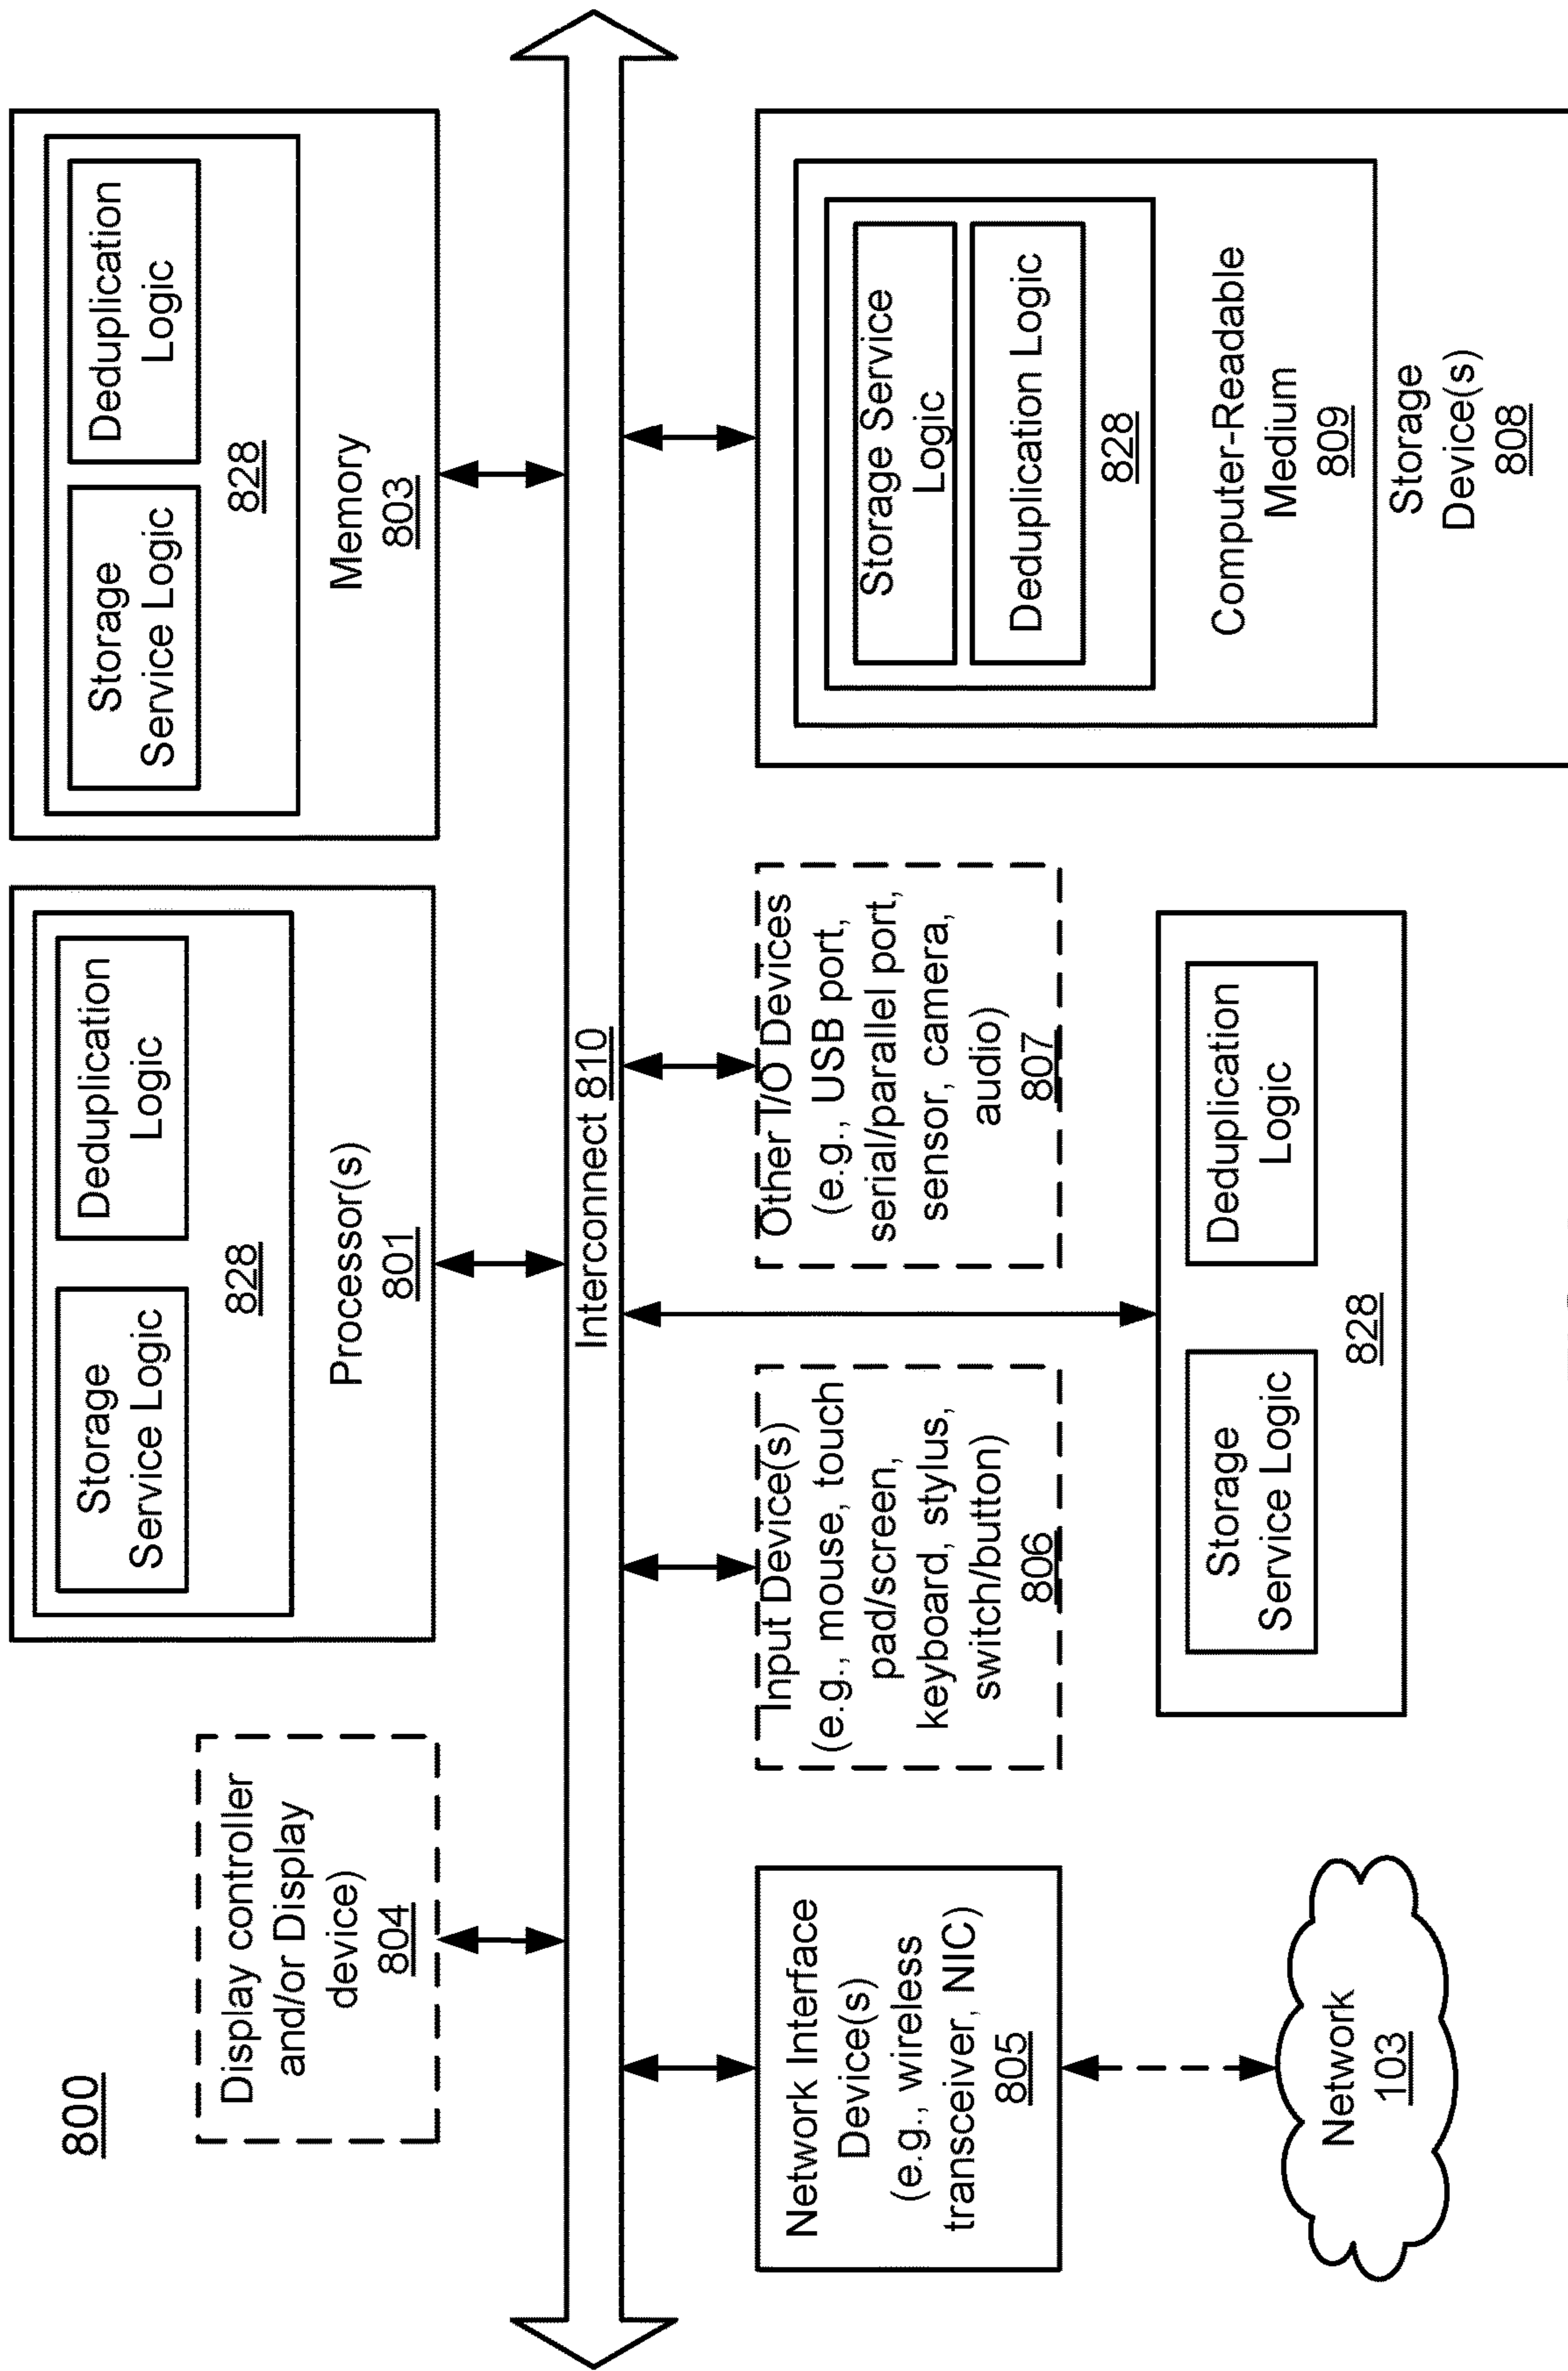 800
Display controller
and/or Display
device)
804
Storage
Service Logic
Deduplication
Logic
828
Processor(s)
801
Storage
Service Logic
Deduplication
Logic
828
Memory
803
Interconnect 810
Network Interface
Device(s)
(e.g., wireless
transceiver, NIC)
805
Input Device(s)
(e.g., mouse, touch
pad/screen,
keyboard, stylus,
switch/button)
806
Other I/O Devices
(e.g., USB port,
serial/parallel port,
sensor, camera,
audio)
807
Storage Service
Logic
Deduplication Logic
828
Computer-Readable
Medium
809
Storage
Device(s)
808
Network
103
Storage
Service Logic
Deduplication
Logic
828